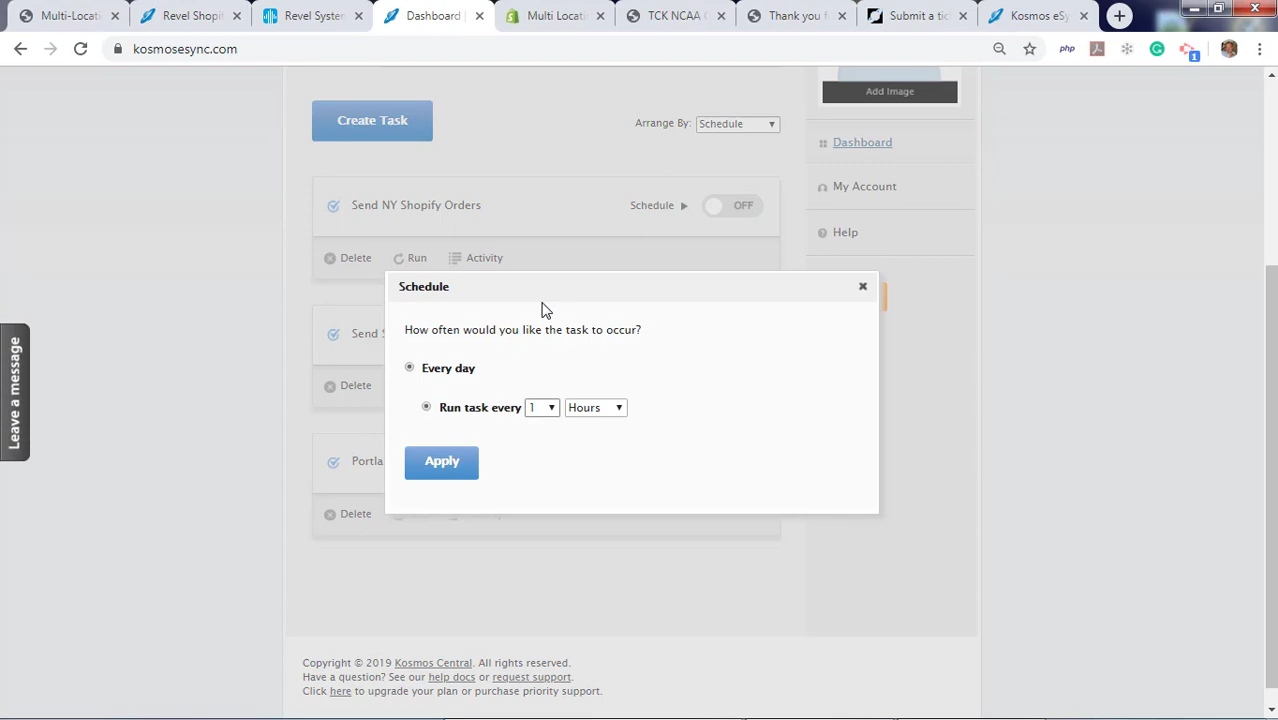 Multi-Locati
Revel Shopif
Revel System
Dashboard |
Multi Locati
TCK NCAA C
Thank you f
Submit a tic
Kosmos eSy
kosmosesync.com
php
1
Add Image
Create Task
Arrange By: Schedule
Dashboard
My Account
Help
Send NY Shopify Orders
Schedule
OFF
Delete
Run
Activity
Send S
Delete
Portla
Delete
Schedule
How often would you like the task to occur?
Every day
Run task every 1 Hours
Apply
Leave a message
Copyright © 2019 Kosmos Central. All rights reserved.
Have a question? See our help docs or request support.
Click here to upgrade your plan or purchase priority support.